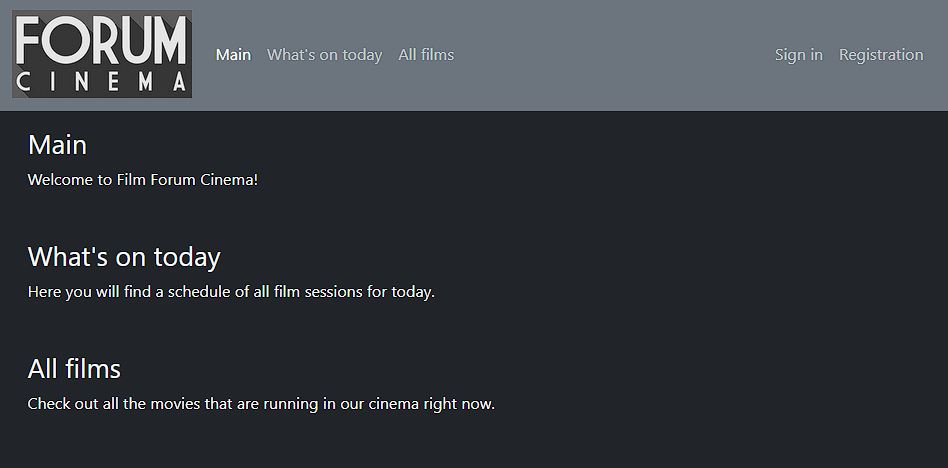 FORUM
CINEMA
Main What's on today All films Sign in Registration
Main
Welcome to Film Forum Cinema!
What's on today
Here you will find a schedule of all film sessions for today.
All films
Check out all the movies that are running in our cinema right now.